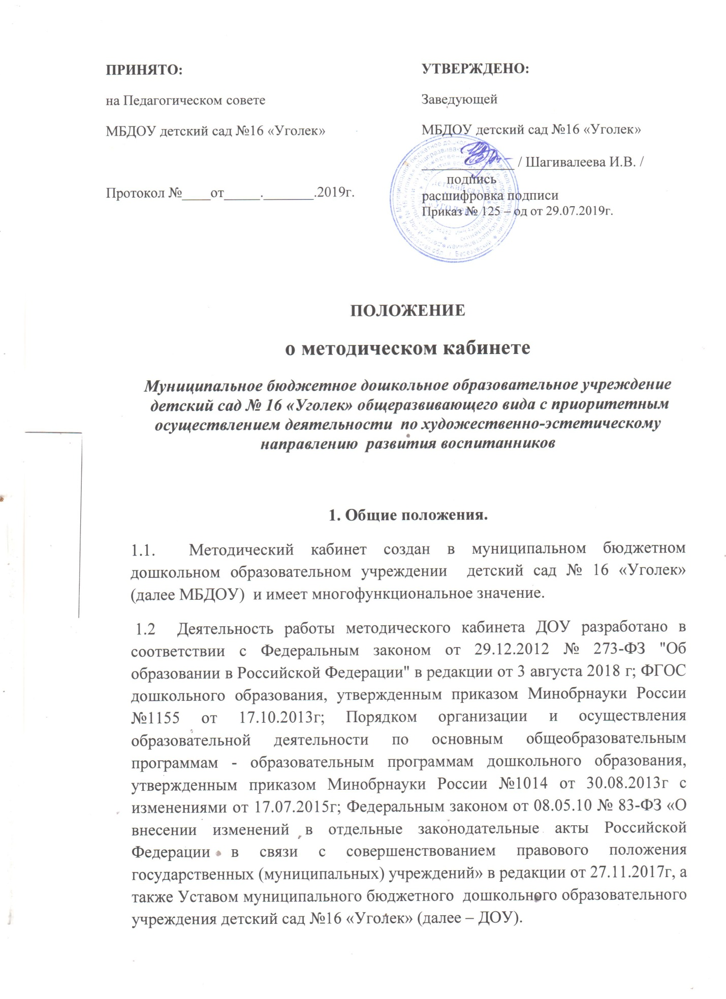 ПРИНЯТО:
на Педагогическом совете
МБДОУ детский сад №16 «Уголек»
Протокол №____от_____._______.2019г.
УТВЕРЖДЕНО:
Заведующей
МБДОУ детский сад №16 «Уголек»
_____________ / Шагивалеева И.В. /
подпись
расшифровка подписи
Приказ № 125 – од от 29.07.2019г.
детский сад
«Уголек»
ПОЛОЖЕНИЕ
о методическом кабинете
Муниципальное бюджетное дошкольное образовательное учреждение
детский сад № 16 «Уголек» общеразвивающего вида с приоритетным
осуществлением деятельности по художественно-эстетическому
направлению развития воспитанников
1. Общие положения.
1.1. Методический кабинет создан в муниципальном бюджетном
дошкольном образовательном учреждении детский сад № 16 «Уголек»
(далее МБДОУ) и имеет многофункциональное значение.
1.2 Деятельность работы методического кабинета ДОУ разработано в
соответствии с Федеральным законом от 29.12.2012 № 273-ФЗ "Об
образовании в Российской Федерации" в редакции от 3 августа 2018 г; ФГОС
дошкольного образования, утвержденным приказом Минобрнауки России
№1155 от 17.10.2013г; Порядком организации и осуществления
образовательной деятельности по основным общеобразовательным
программам - образовательным программам дошкольного образования,
утвержденным приказом Минобрнауки России №1014 от 30.08.2013г с
изменениями от 17.07.2015г; Федеральным законом от 08.05.10 № 83-ФЗ «О
внесении изменений в отдельные законодательные акты Российской
Федерации в связи с совершенствованием правового положения
государственных (муниципальных) учреждений» в редакции от 27.11.2017г, а
также Уставом муниципального бюджетного дошкольного образовательного
учреждения детский сад №16 «Уголек» (далее – ДОУ).